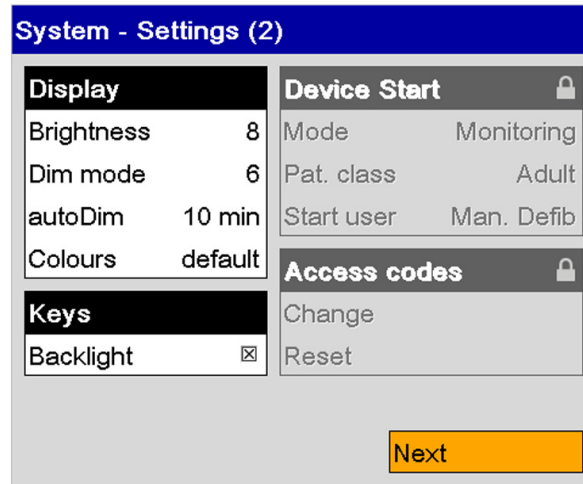 System - Settings (2)
Display
Brightness 8
Dim mode 6
autoDim 10 min
Colours default
Keys
Backlight ☒
Device Start
Mode Monitoring
Pat. class Adult
Start user Man. Defib
Access codes
Change
Reset
Next